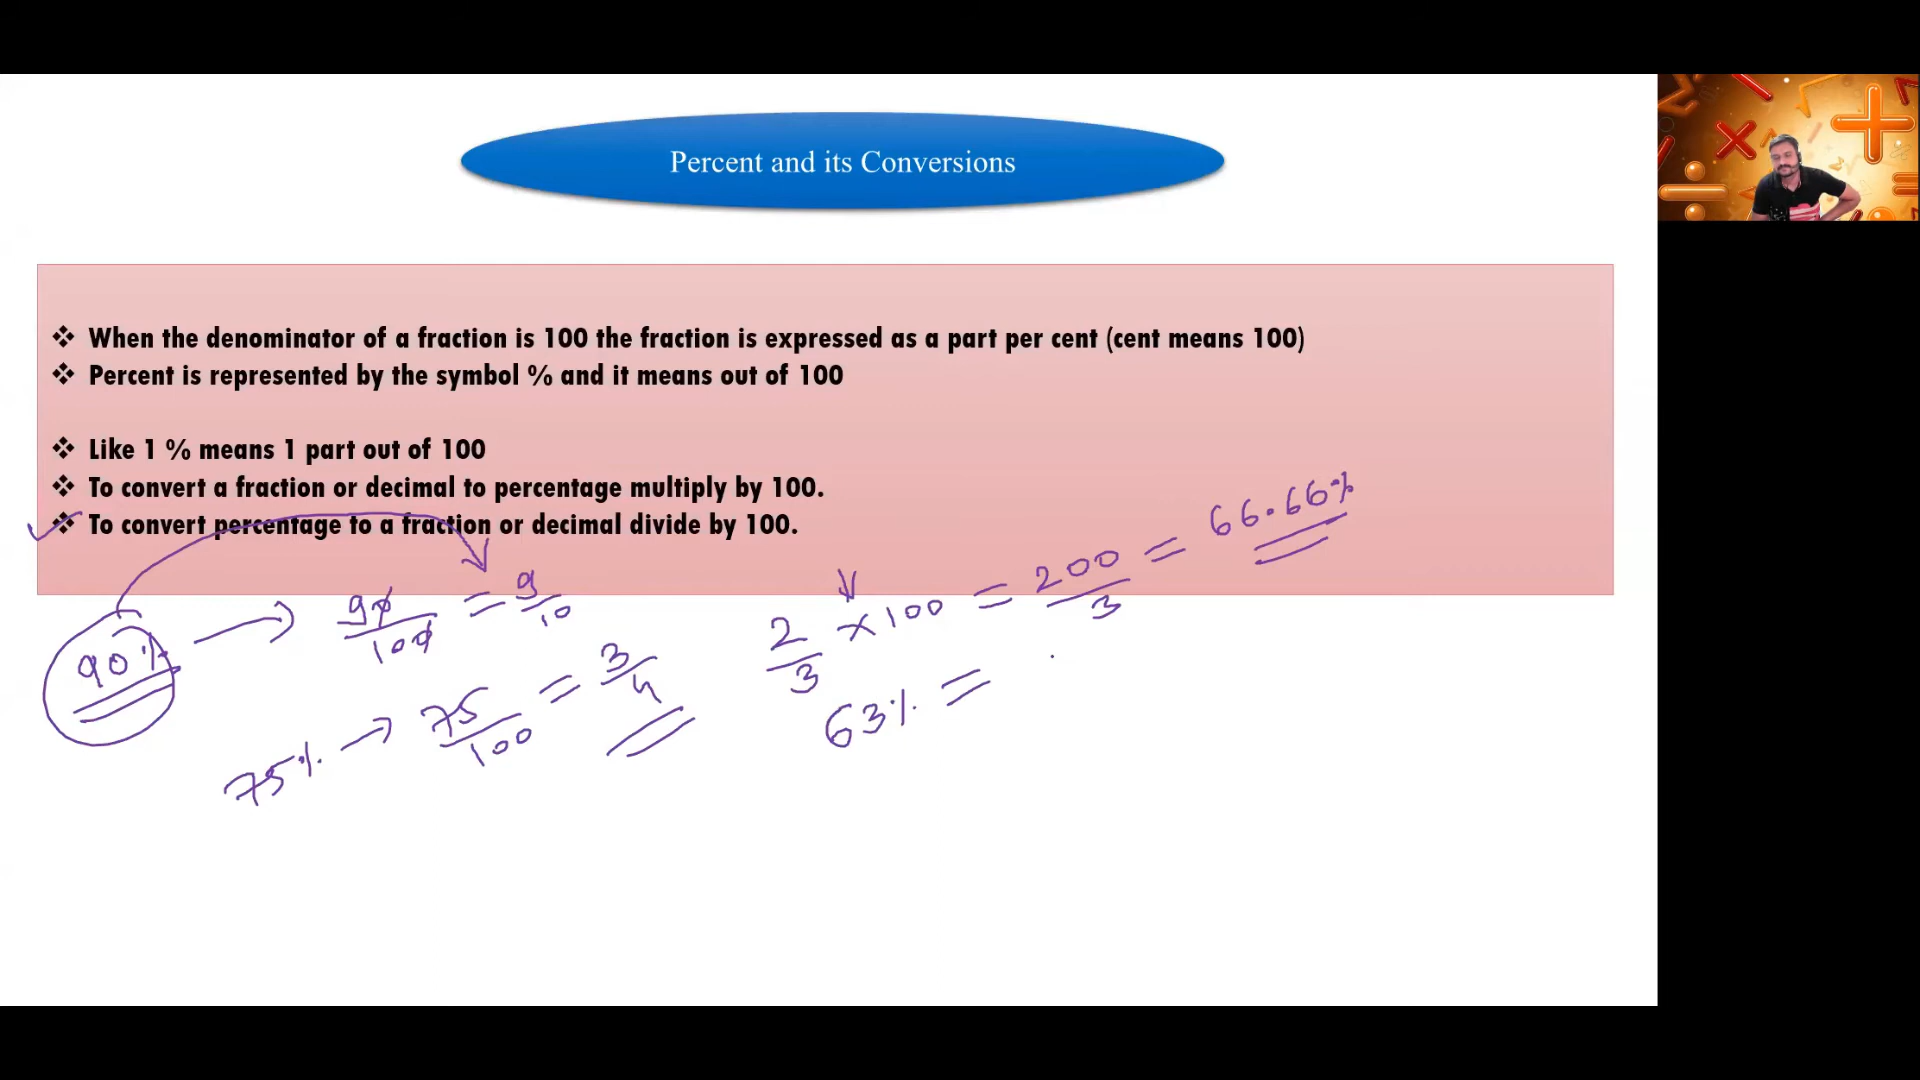 Percent and its Conversions
❖ When the denominator of a fraction is 100 the fraction is expressed as a part per cent (cent means 100)
❖ Percent is represented by the symbol % and it means out of 100
❖ Like 1 % means 1 part out of 100
❖ To convert a fraction or decimal to percentage multiply by 100.
❖ To convert percentage to a fraction or decimal divide by 100.
90% → 90/100 = 9/10
75% → 75/100 = 3/4
2/3 × 100 = 200/3 = 66.66%
63% =